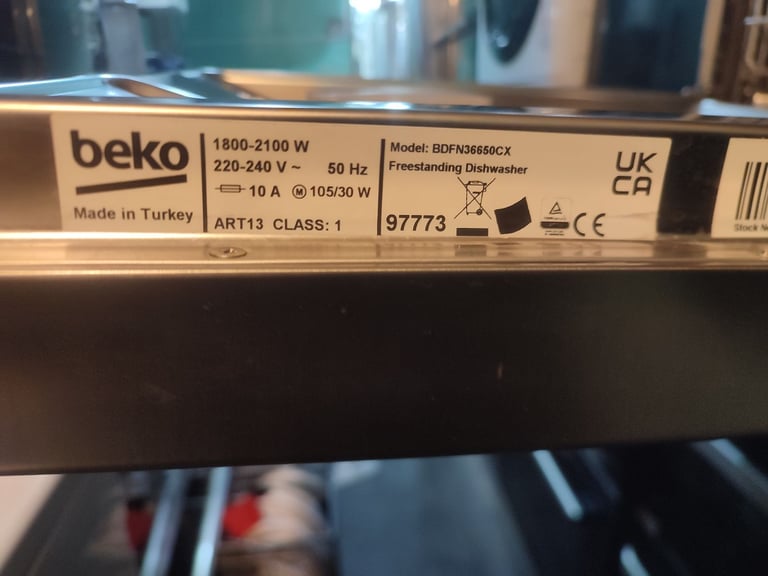 beko
Made in Turkey
1800-2100 W
220-240 V ~ 50 Hz
10 A M 105/30 W
ART13 CLASS: 1
Model: BDFN36650CX
Freestanding Dishwasher
97773
CE
UK
CA
Stock